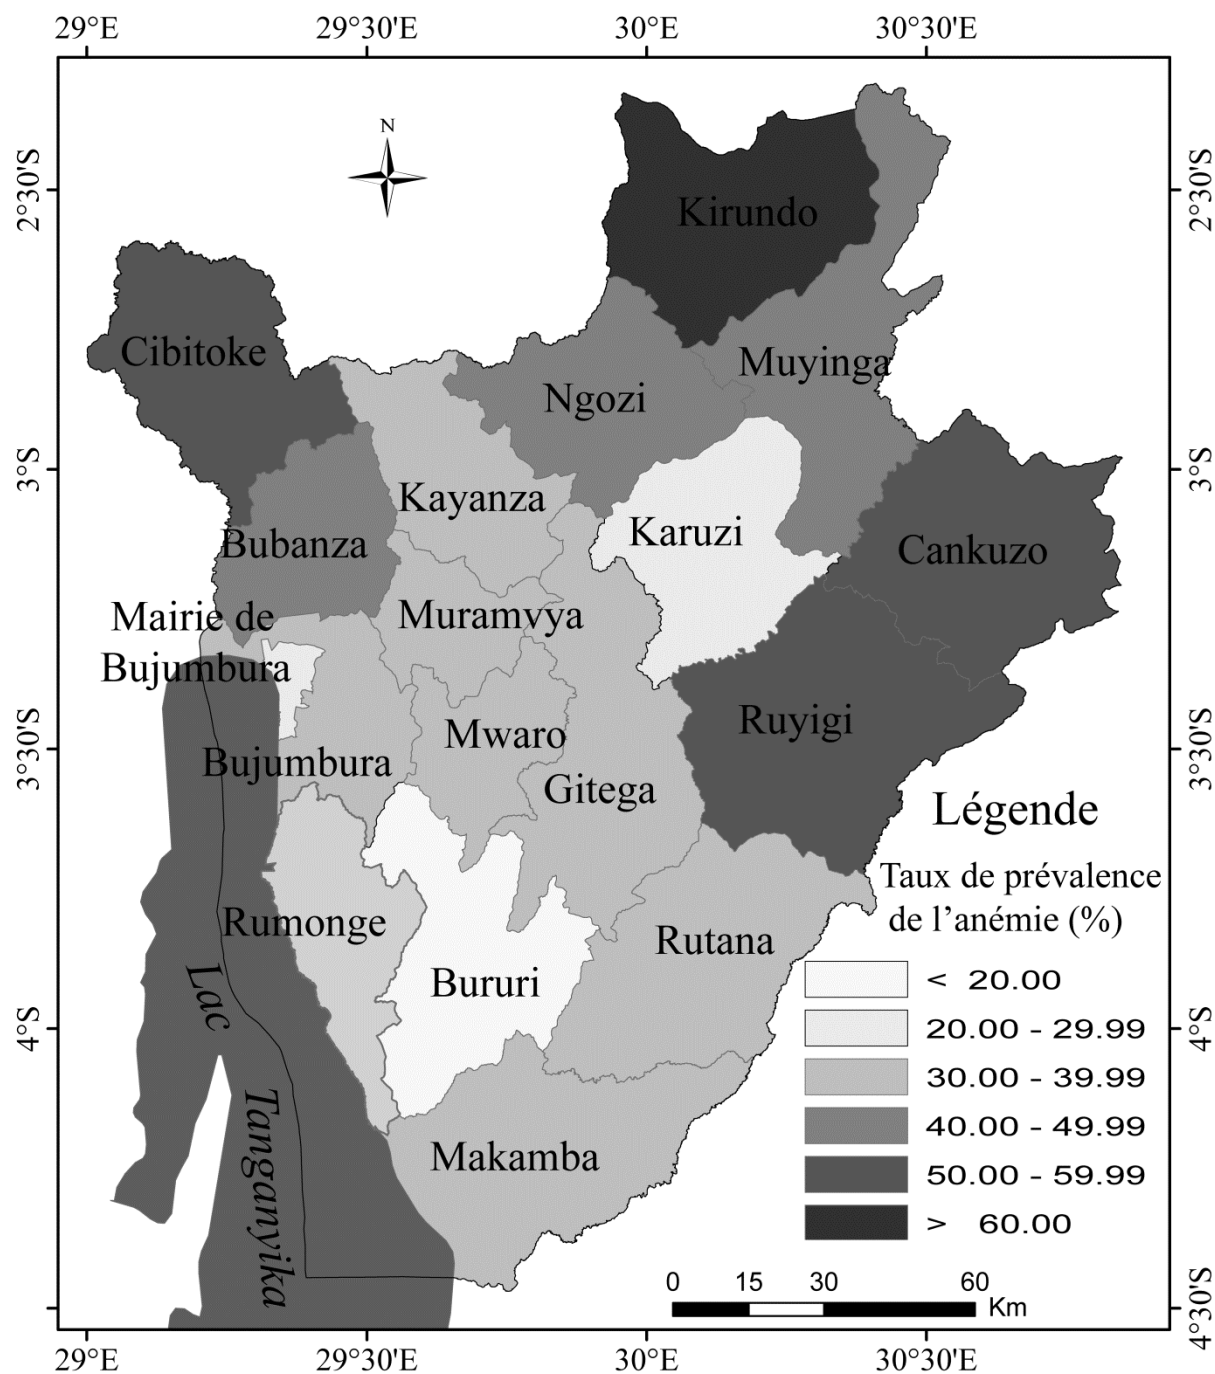 29°E 29°30'E 30°E 30°30'E
N
2°30'S 2°30'S
Kirundo
Cibitoke
Muyinga
Ngozi
3°S 3°S
Kayanza
Karuzi
Bubanza
Cankuzo
Mairie de
Bujumbura
Muramvya
Ruyigi
Mwaro
3°30'S 3°30'S
Bujumbura
Gitega
Rumonge
Rutana
Bururi
Lac
Tanganyika
4°S 4°S
Makamba
Légende
Taux de prévalence
de l'anémie (%)
< 20.00
20.00 - 29.99
30.00 - 39.99
40.00 - 49.99
50.00 - 59.99
> 60.00
0 15 30 60
Km
4°30'S
29°E 29°30'E 30°E 30°30'E